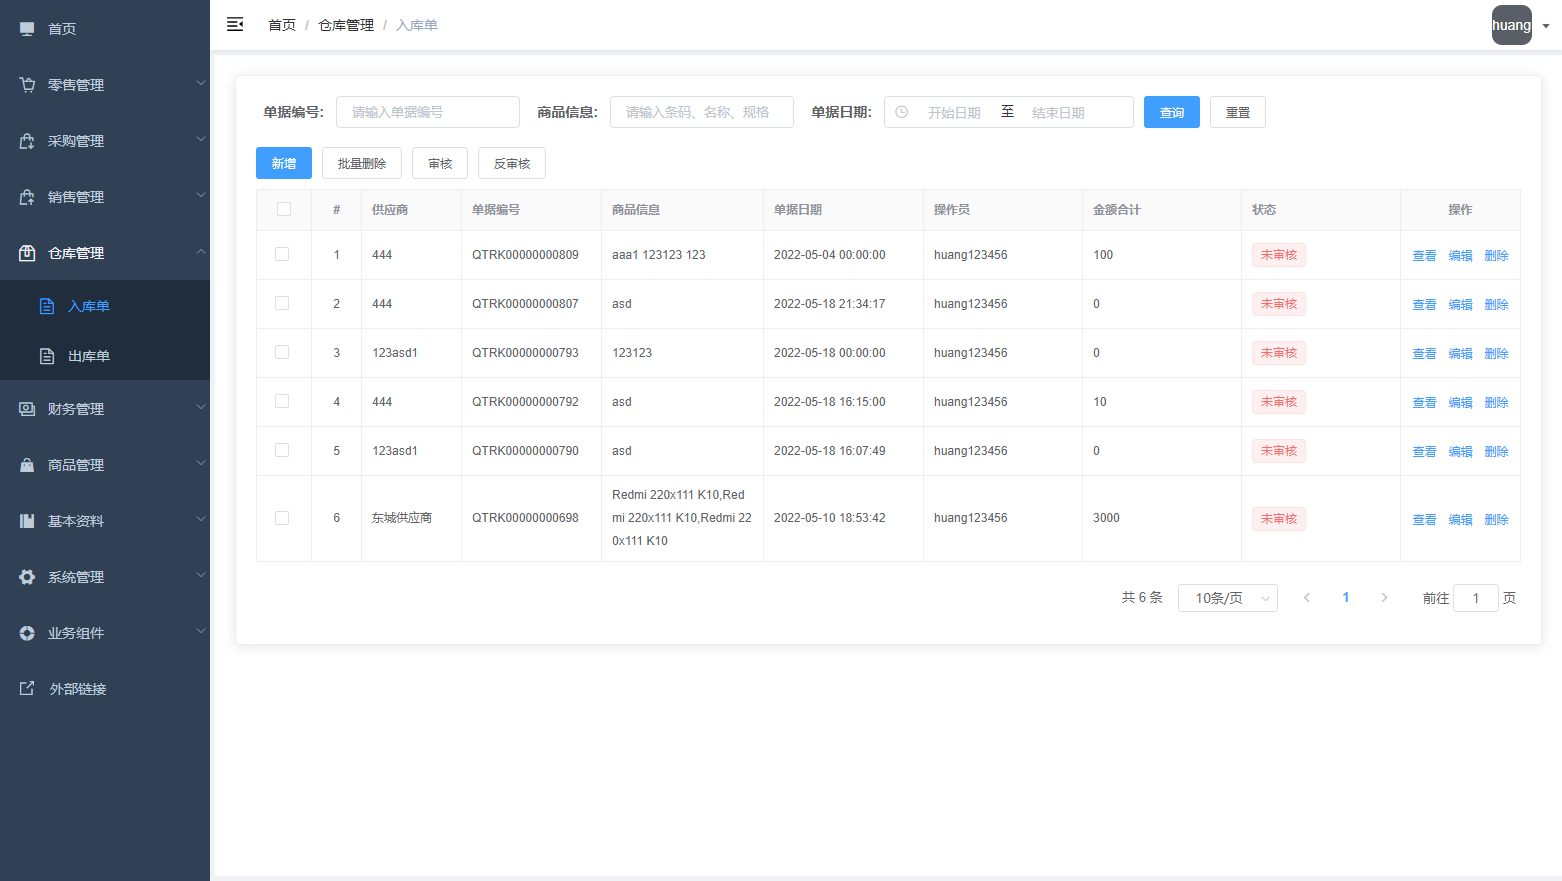 首页
零售管理
采购管理
销售管理
仓库管理
入库单
出库单
财务管理
商品管理
基本资料
系统管理
业务组件
外部链接
首页 / 仓库管理 / 入库单
huang
单据编号: 请输入单据编号 商品信息: 请输入条码、名称、规格 单据日期: 开始日期 至 结束日期 查询 重置
新增 批量删除 审核 反审核
# 供应商 单据编号 商品信息 单据日期 操作员 金额合计 状态 操作
1 444 QTRK00000000809 aaa1 123123 123 2022-05-04 00:00:00 huang123456 100 未审核 查看 编辑 删除
2 444 QTRK00000000807 asd 2022-05-18 21:34:17 huang123456 0 未审核 查看 编辑 删除
3 123asd1 QTRK00000000793 123123 2022-05-18 00:00:00 huang123456 0 未审核 查看 编辑 删除
4 444 QTRK00000000792 asd 2022-05-18 16:15:00 huang123456 10 未审核 查看 编辑 删除
5 123asd1 QTRK00000000790 asd 2022-05-18 16:07:49 huang123456 0 未审核 查看 编辑 删除
Redmi 220x111 K10,Red
6 东城供应商 QTRK00000000698 mi 220x111 K10,Redmi 22 2022-05-10 18:53:42 huang123456 3000 未审核 查看 编辑 删除
0x111 K10
共 6 条 10条/页 1 前往 1 页